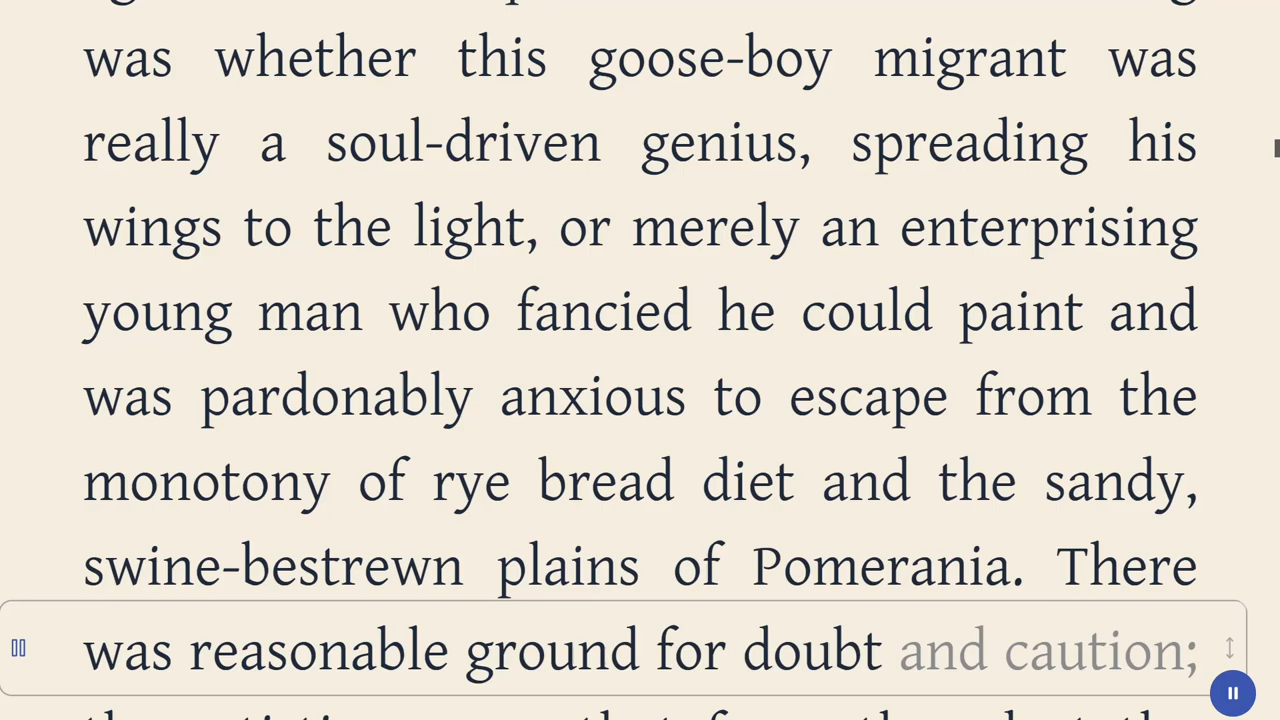 was whether this goose-boy migrant was
really a soul-driven genius, spreading his
wings to the light, or merely an enterprising
young man who fancied he could paint and
was pardonably anxious to escape from the
monotony of rye bread diet and the sandy,
swine-bestrewn plains of Pomerania. There
was reasonable ground for doubt and caution;